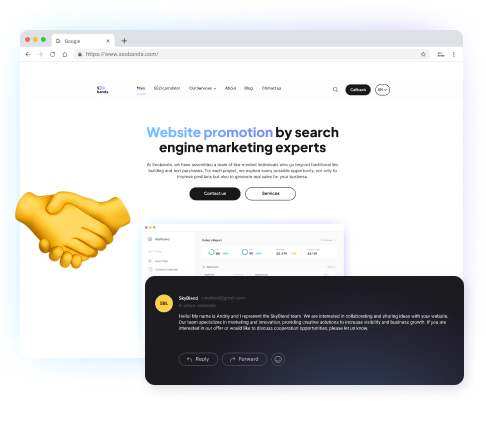 Google
https://www.seobanda.com/
SEO
banda
Main
SEO calculator
Our Services
About
Blog
Contact us
Callback
EN
Website promotion by search
engine marketing experts
At Seobanda, we have assembled a team of like-minded individuals who go beyond traditional link
building and text purchases. For each project, we explore every possible opportunity, not only to
improve positions but also to generate real sales for your business.
Contact us
Services
Dashboard
Today's Report
SBL
SkyBlend
Hello! My name is Andriy and I represent the SkyBlend team. We are interested in collaborating and sharing ideas with your website.
Our team specializes in marketing and innovation, providing creative solutions to increase visibility and business growth. If you are
interested in our offer or would like to discuss cooperation opportunities, please let us know.
Reply
Forward